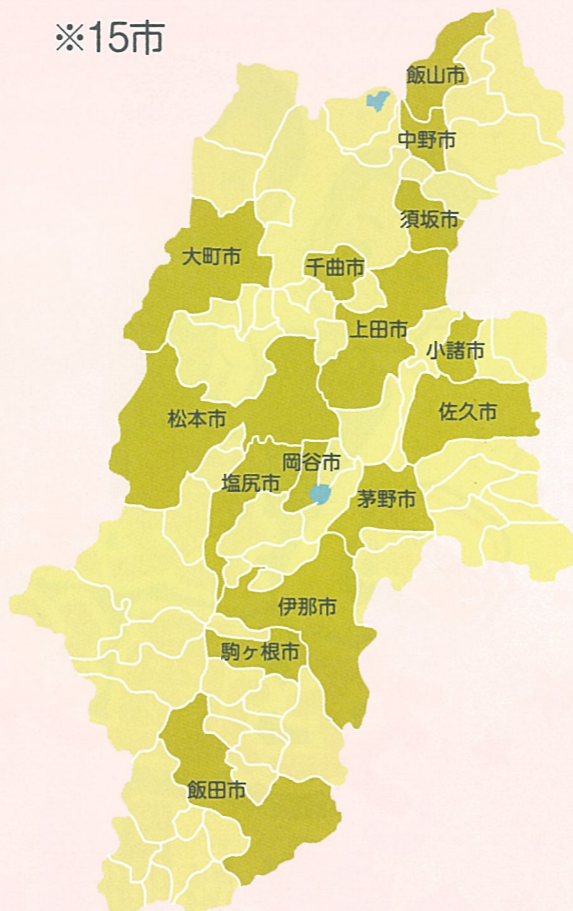 ※15市
飯山市
中野市
須坂市
大町市
千曲市
上田市
小諸市
佐久市
松本市
岡谷市
塩尻市
茅野市
伊那市
駒ヶ根市
飯田市